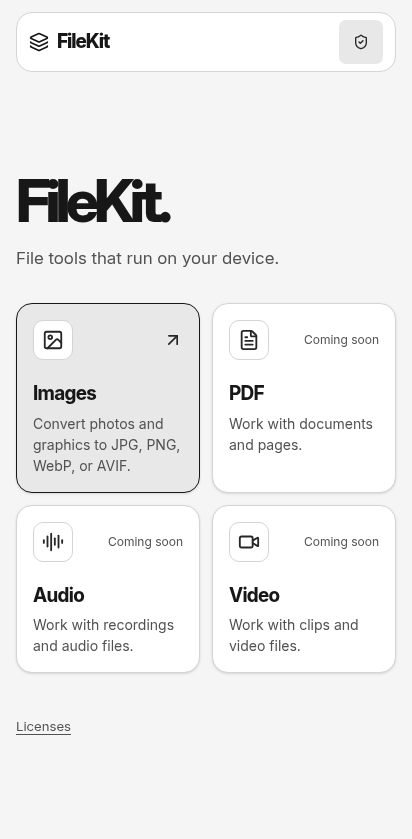 FileKit
FileKit.
File tools that run on your device.
Images
Convert photos and
graphics to JPG, PNG,
WebP, or AVIF.
Coming soon
PDF
Work with documents
and pages.
Coming soon
Audio
Work with recordings
and audio files.
Coming soon
Video
Work with clips and
video files.
Licenses